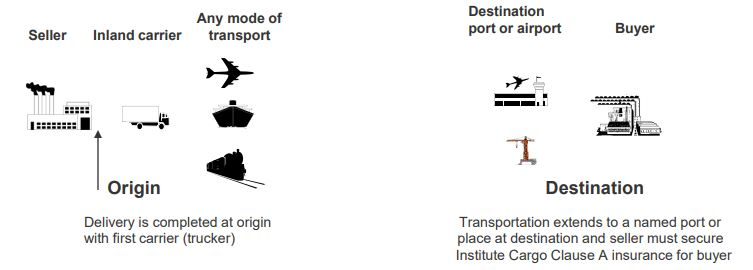 Seller
Inland carrier
Any mode of
transport
Destination
port or airport
Buyer
Origin
Delivery is completed at origin
with first carrier (trucker)
Destination
Transportation extends to a named port or
place at destination and seller must secure
Institute Cargo Clause A insurance for buyer